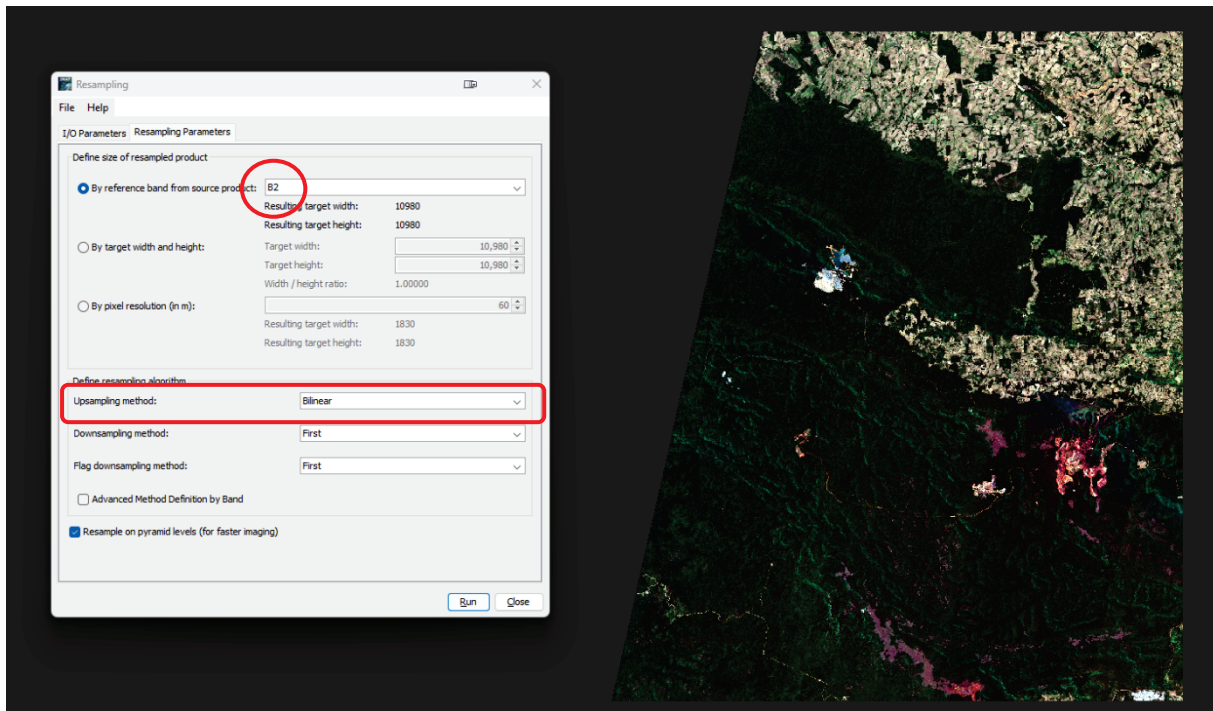 Resampling
File Help
I/O Parameters Resampling Parameters
Define size of resampled product
By reference band from source product: B2
Resulting target width: 10980
Resulting target height: 10980
By target width and height: Target width: 10,980
Target height: 10,980
Width / height ratio: 1.00000
By pixel resolution (in m): 60
Resulting target width: 1830
Resulting target height: 1830
Define resampling algorithm
Upsampling method: Bilinear
Downsampling method: First
Flag downsampling method: First
Advanced Method Definition by Band
Resample on pyramid levels (for faster imaging)
Run Close